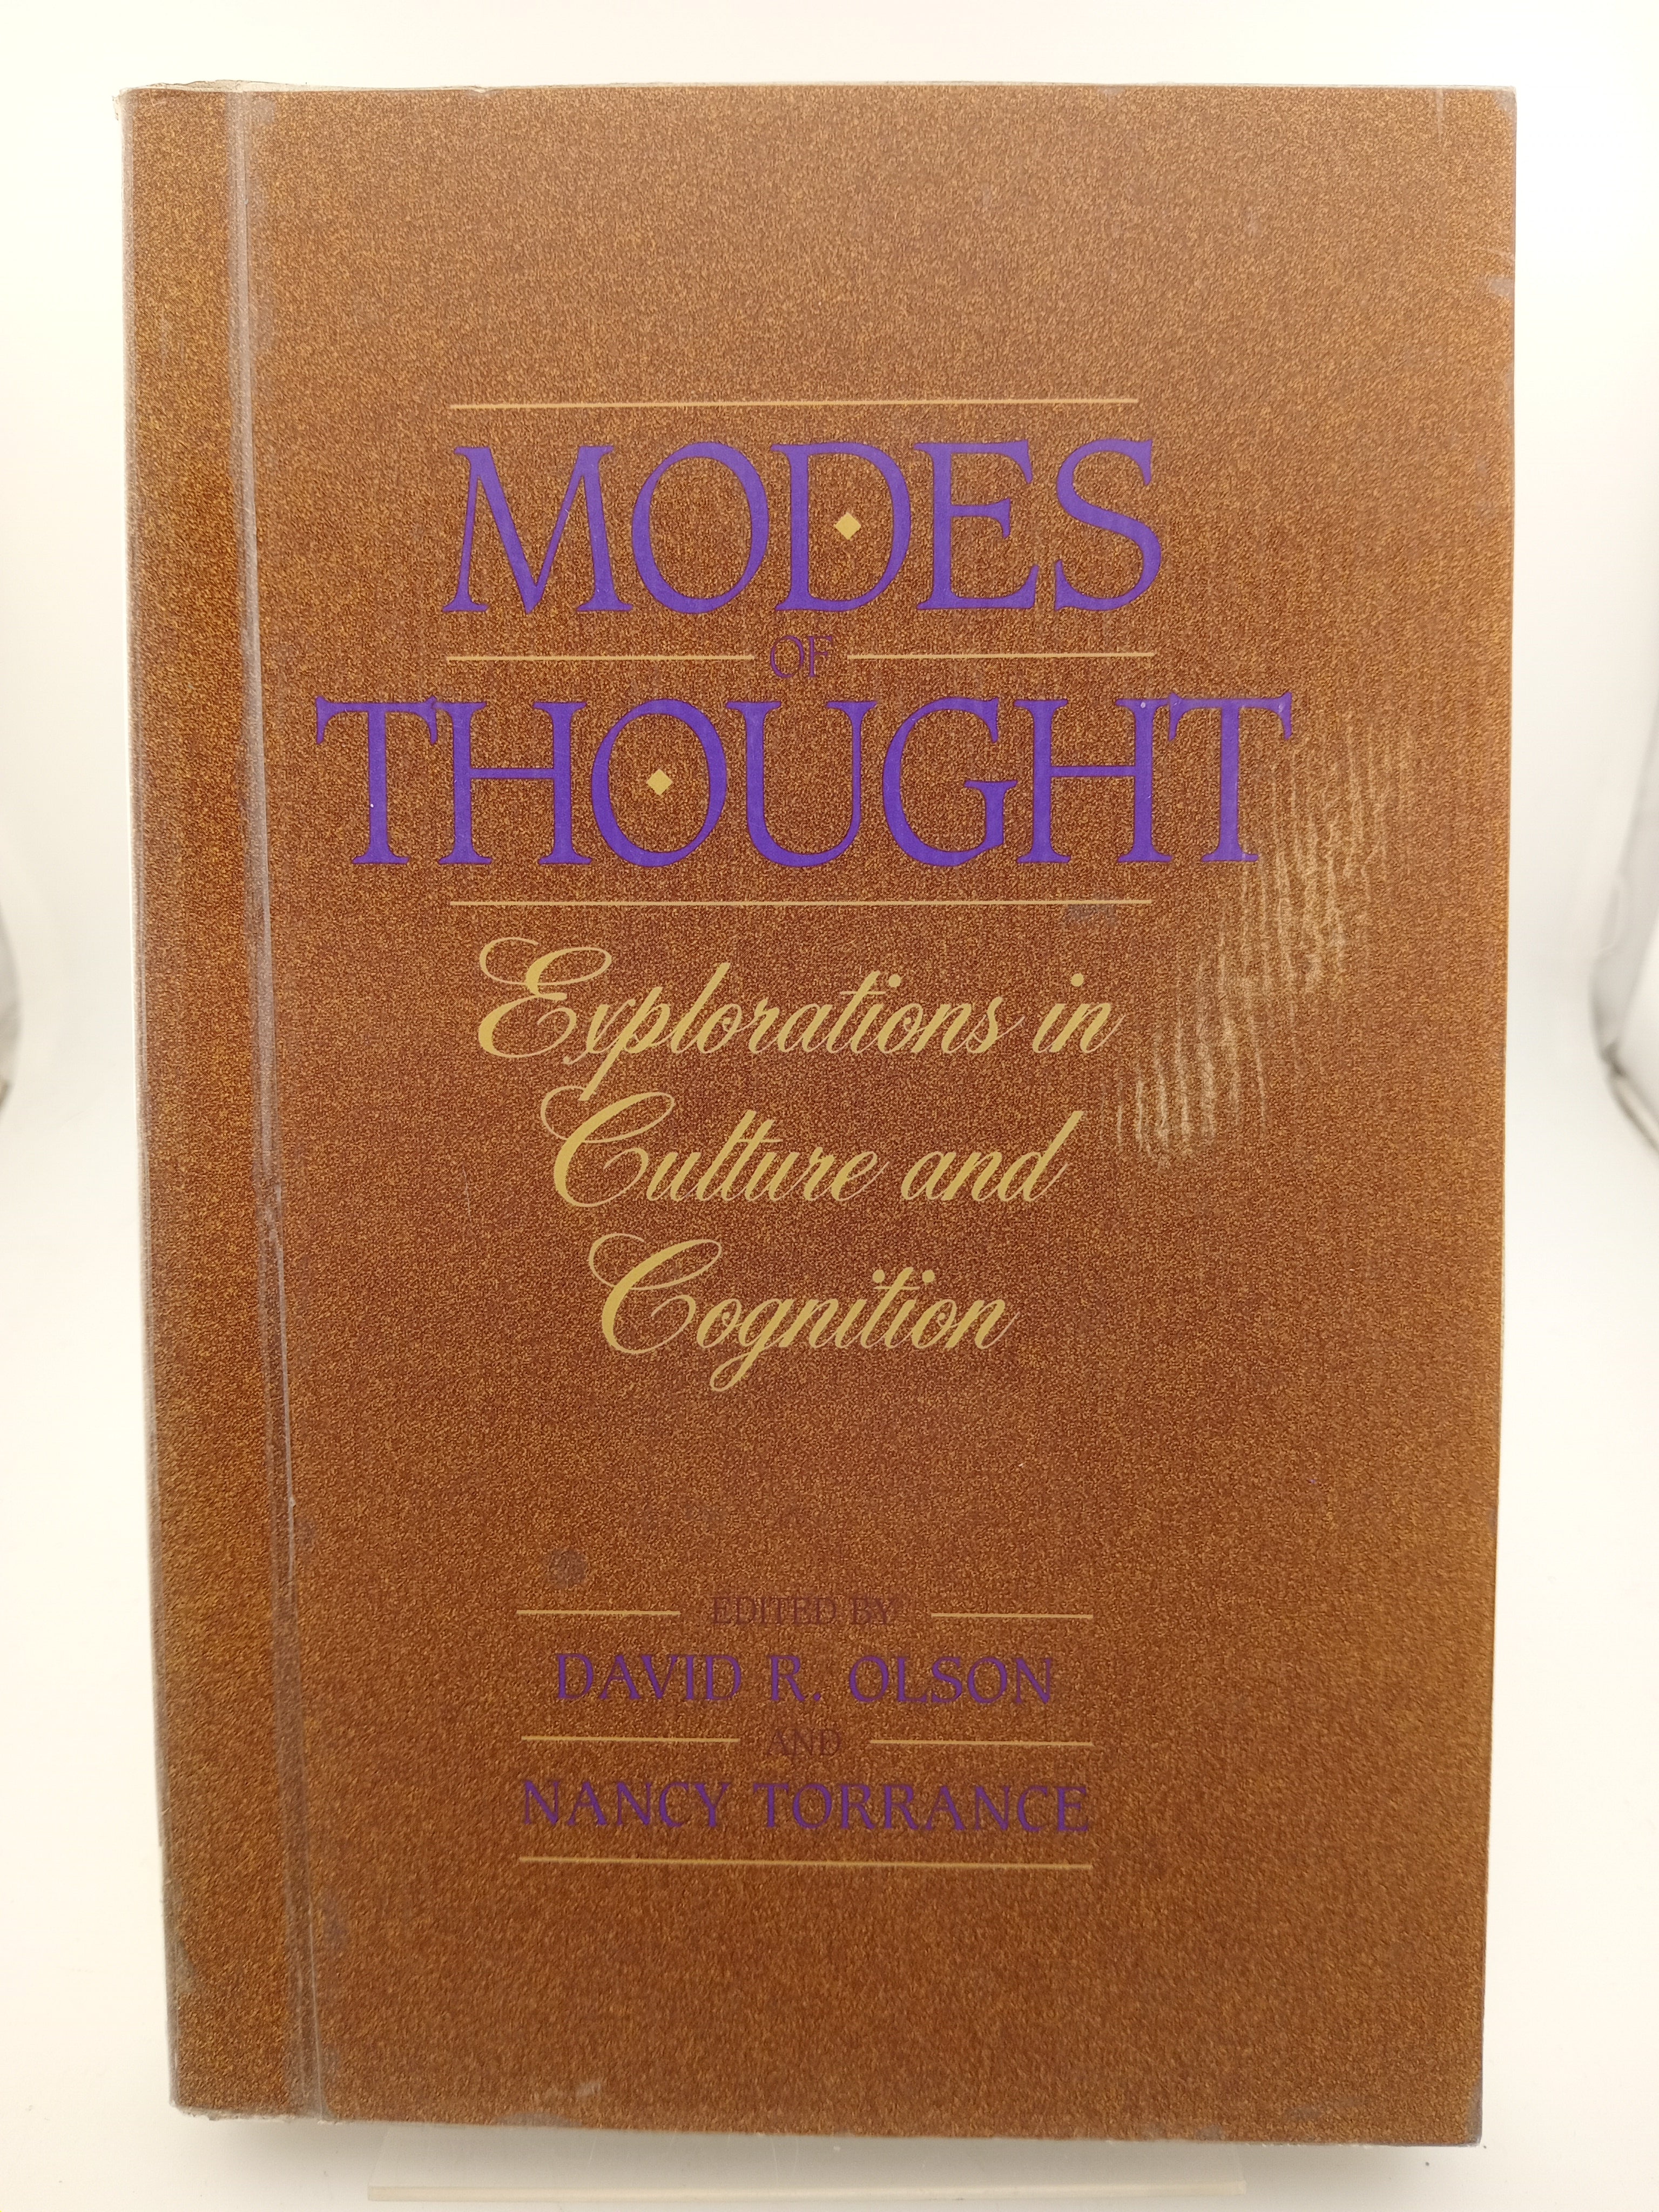 MODES
OF
THOUGHT
Explorations in
Culture and
Cognition
EDITED BY
DAVID R. OLSON
AND
NANCY TORRANCE